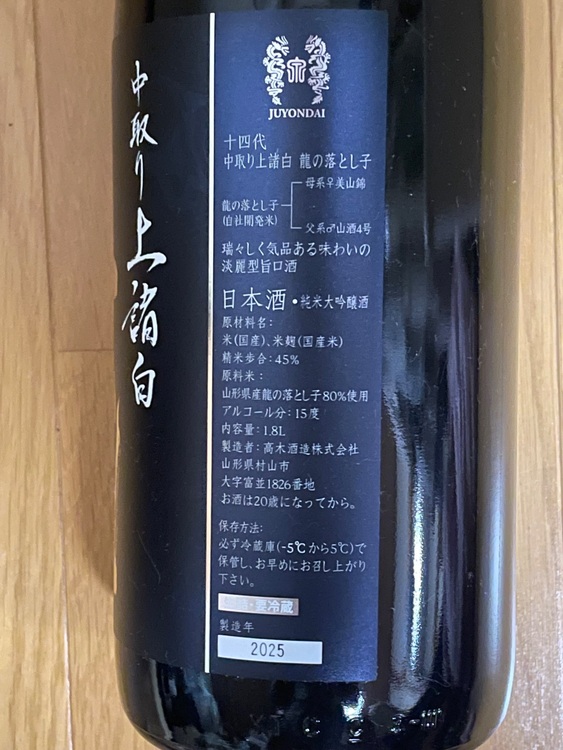 中取り上諸白
JUYONDAI
十四代
中取り上諸白 龍の落とし子
母系♀美山錦
龍の落とし子
(自社開発米)
父系♂山酒4号
瑞々しく気品ある味わいの
淡麗型旨口酒
日本酒・純米大吟醸酒
原材料名:
米(国産)、米麹(国産米)
精米歩合:45%
原料米:
山形県産龍の落とし子80%使用
アルコール分:15度
内容量:1.8L
製造者:高木酒造株式会社
山形県村山市
大字富並1826番地
お酒は20歳になってから。
保存方法:
必ず冷蔵庫(-5℃から5℃)で
保管し、お早めにお召し上がり
下さい。
要冷蔵
製造年
2025